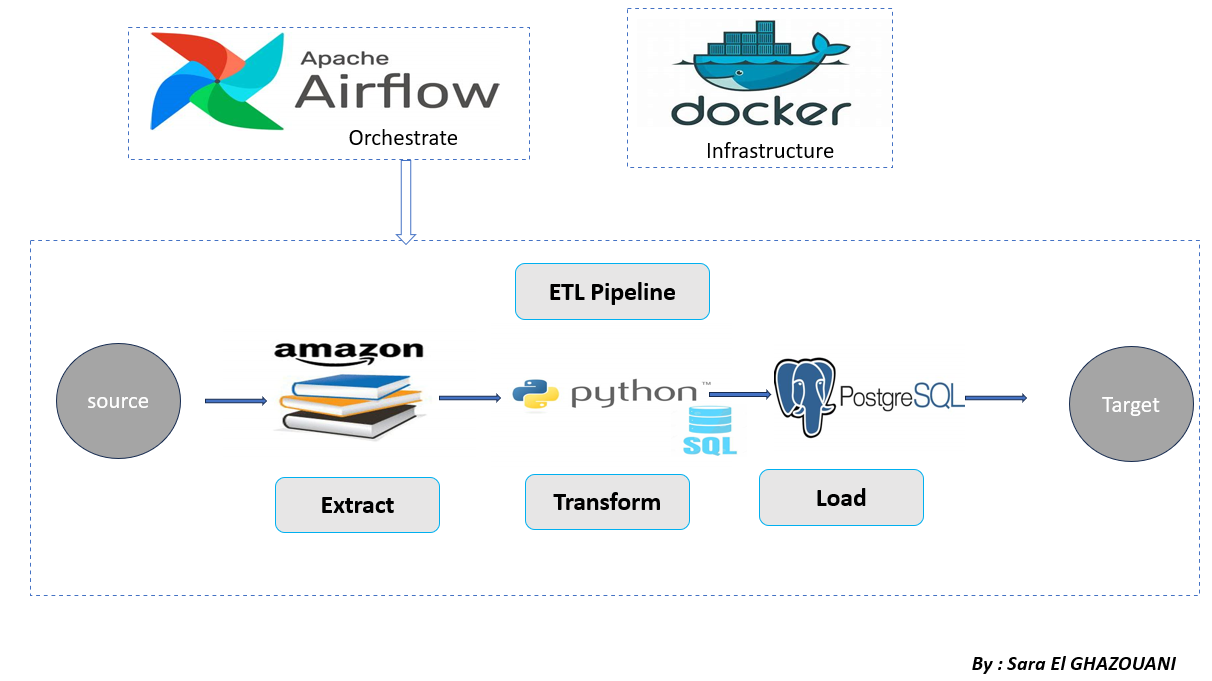 Apache
Airflow
Orchestrate
docker
Infrastructure
ETL Pipeline
source
amazon
python™
SQL
PostgreSQL
Target
Extract
Transform
Load
By : Sara El GHAZOUANI